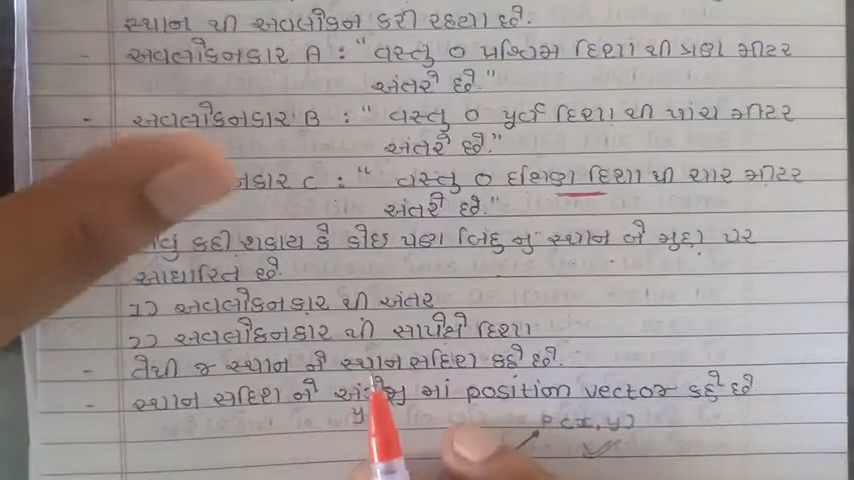 સ્થાન થી અવલોકન કરી રહ્યા છે.
- અવલોકનકાર A : "વસ્તુ O પશ્ચિમ દિશા થી ત્રણ મીટર
અંતરે છે."
- અવલોકનકાર B : " વસ્તુ O પુર્વ દિશા થી પાંચ મીટર
અંતરે છે."
નકાર C : " વસ્તુ O દક્ષિણ દિશા થી ચાર મીટર
અંતરે છે."
કહી શકાય કે કોઇ પણ બિંદુ નુ સ્થાન બે મુદ્દા પર
આધારિત છે.
1) અવલોકનકાર થી અંતર
2) અવલોકનકાર થી સાપેક્ષે દિશા
- તેથી જ સ્થાન ને સ્થાન સદિશ કહે છે.
- સ્થાન સદિશ ને માં position vector કહે છે
y P(x,y)